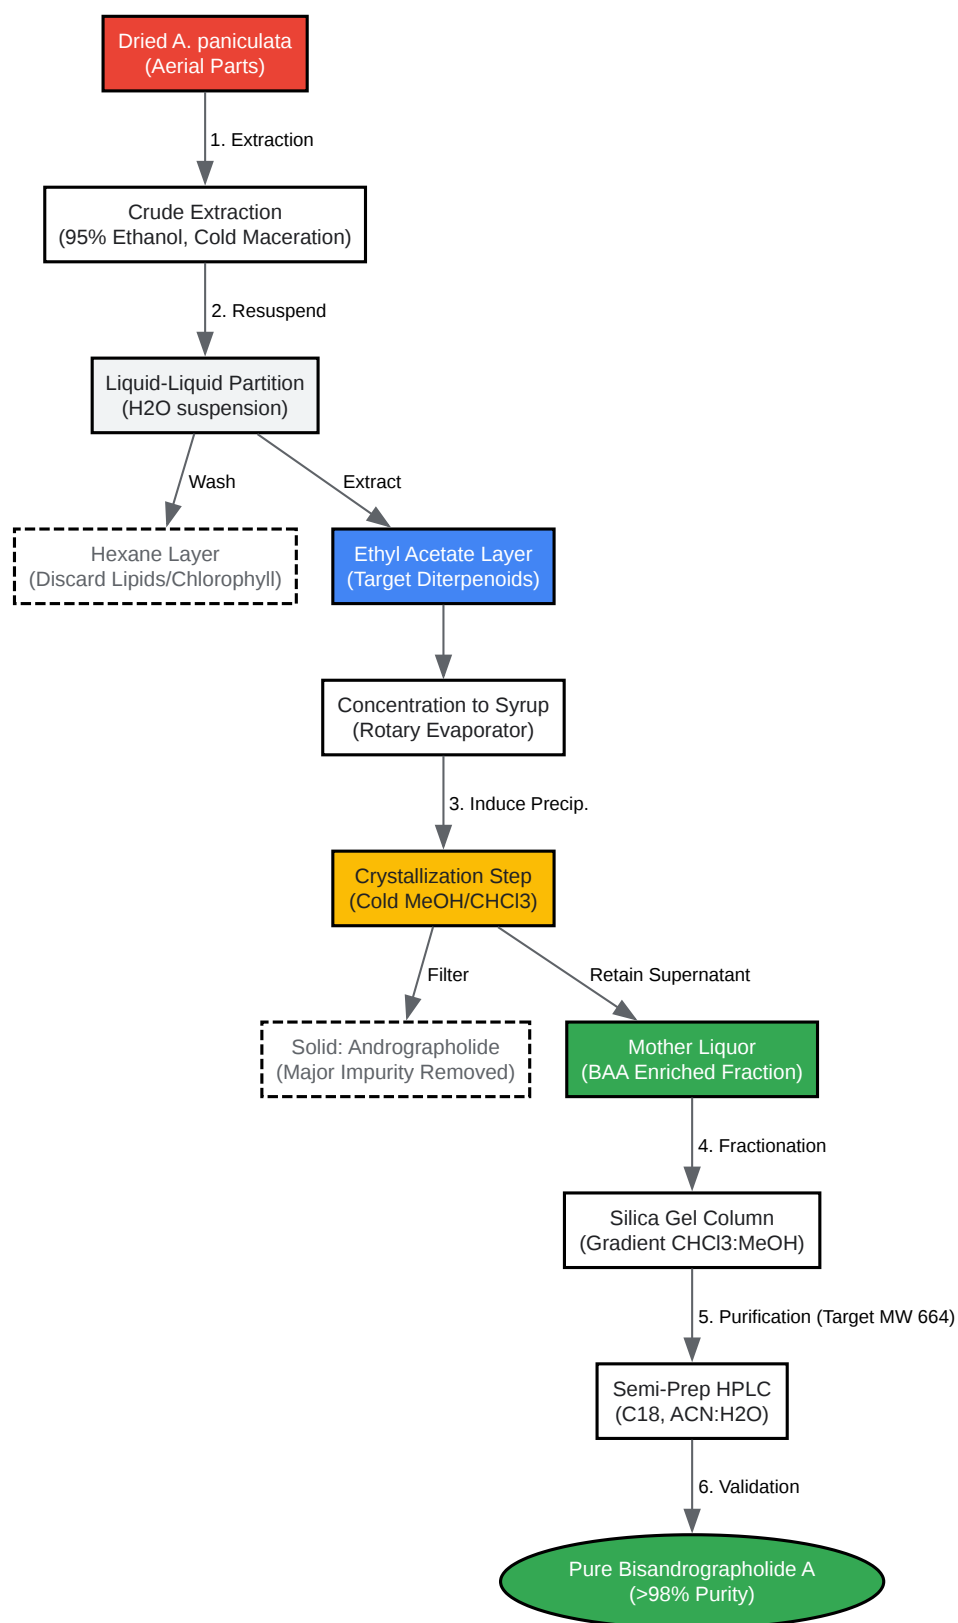 Dried A. paniculata
(Aerial Parts)
1. Extraction
Crude Extraction
(95% Ethanol, Cold Maceration)
2. Resuspend
Liquid-Liquid Partition
(H2O suspension)
Wash
Extract
Hexane Layer
(Discard Lipids/Chlorophyll)
Ethyl Acetate Layer
(Target Diterpenoids)
Concentration to Syrup
(Rotary Evaporator)
3. Induce Precip.
Crystallization Step
(Cold MeOH/CHCl3)
Filter
Retain Supernatant
Solid: Andrographolide
(Major Impurity Removed)
Mother Liquor
(BAA Enriched Fraction)
4. Fractionation
Silica Gel Column
(Gradient CHCl3:MeOH)
5. Purification (Target MW 664)
Semi-Prep HPLC
(C18, ACN:H2O)
6. Validation
Pure Bisandrographolide A
(>98% Purity)